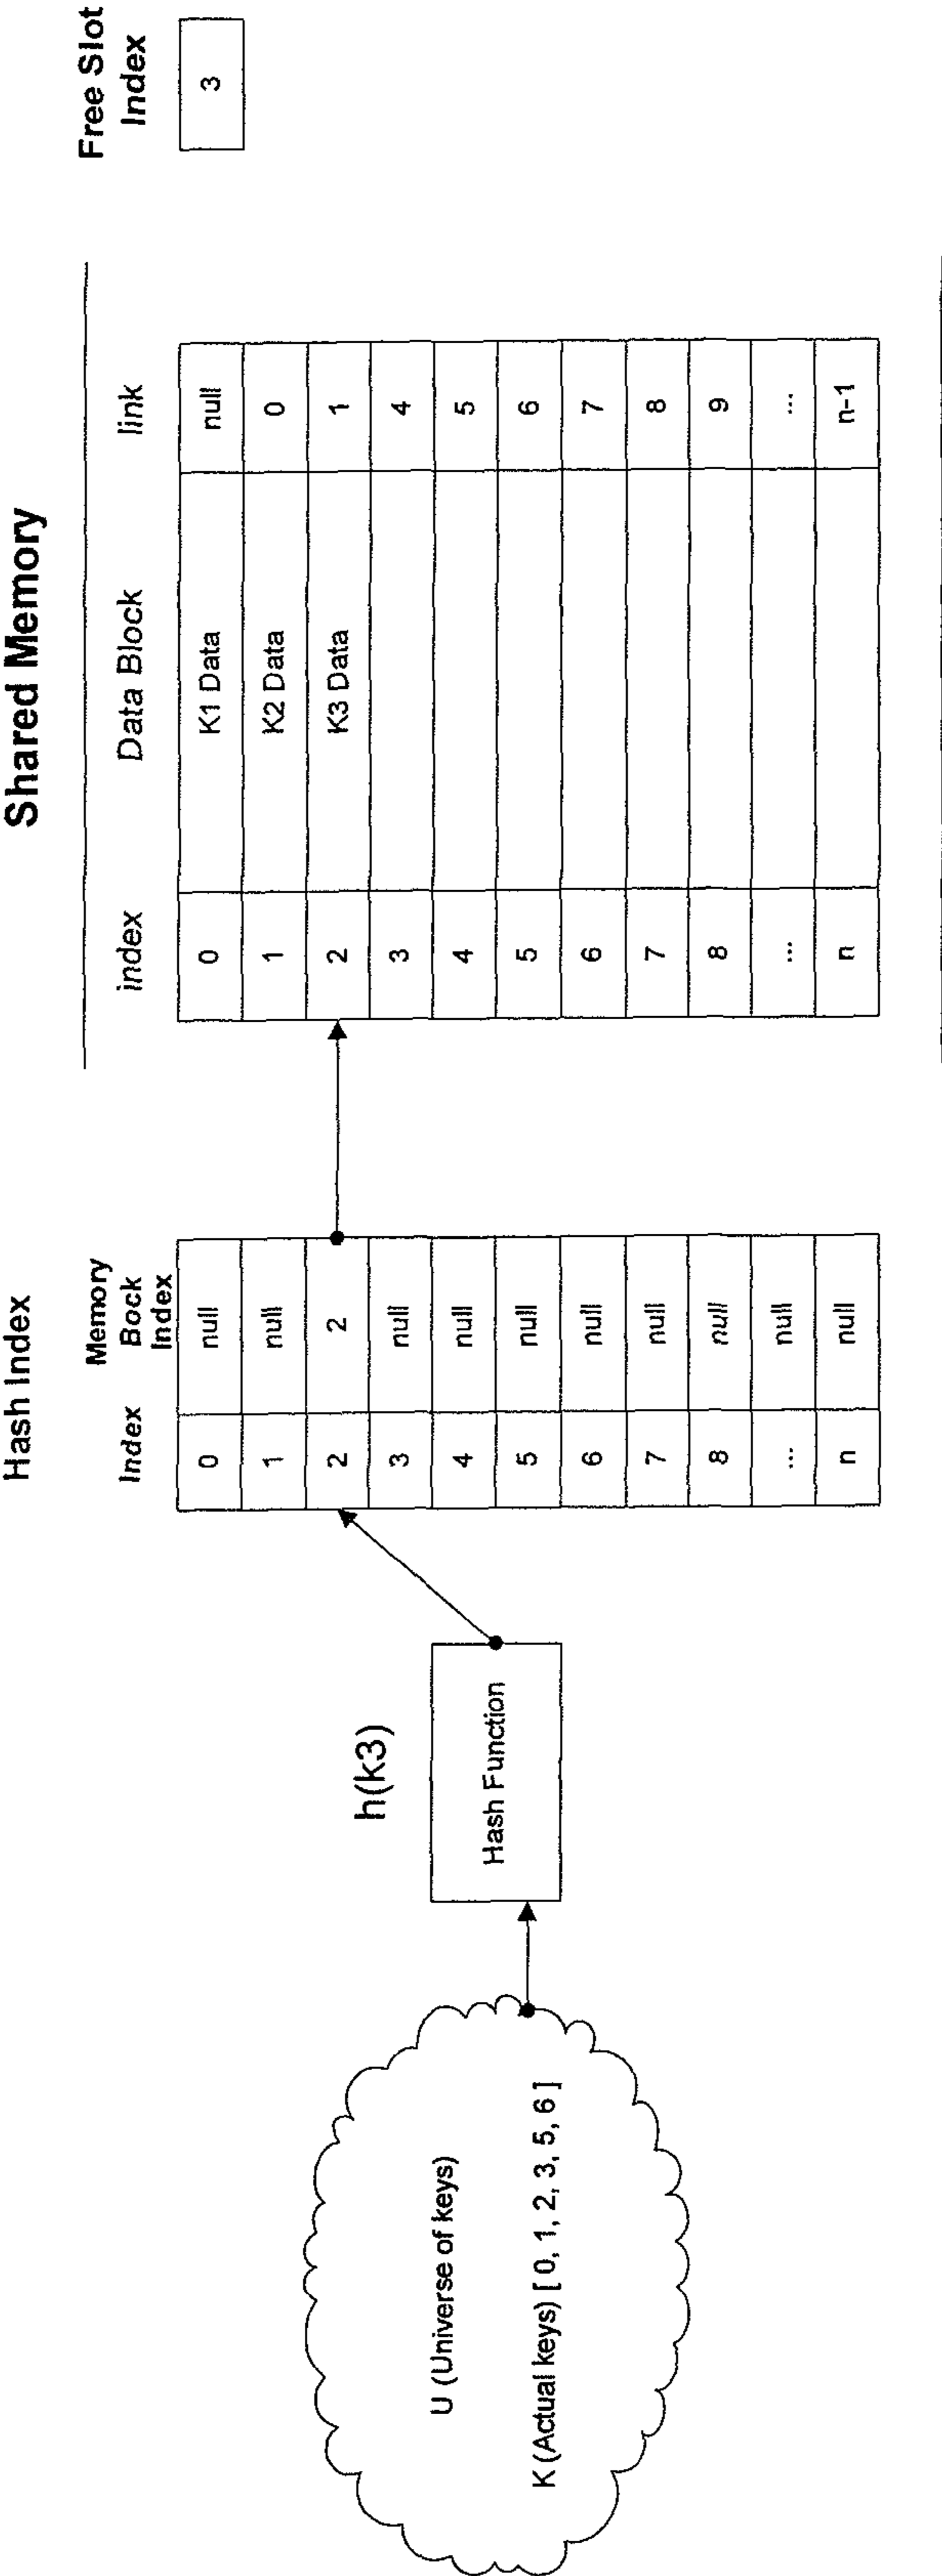 Shared Memory
Hash Index
Free Slot
Index
3
Memory
Bock
Index
Index
index
Data Block
link
0
null
0
K1 Data
null
1
null
1
K2 Data
0
2
2
2
K3 Data
1
3
null
3
4
4
null
4
5
5
null
5
6
6
null
6
7
7
null
7
8
8
null
8
9
...
null
...
...
n
null
n
n-1
h(k3)
Hash Function
U (Universe of keys)
K (Actual keys) [ 0, 1, 2, 3, 5, 6 ]